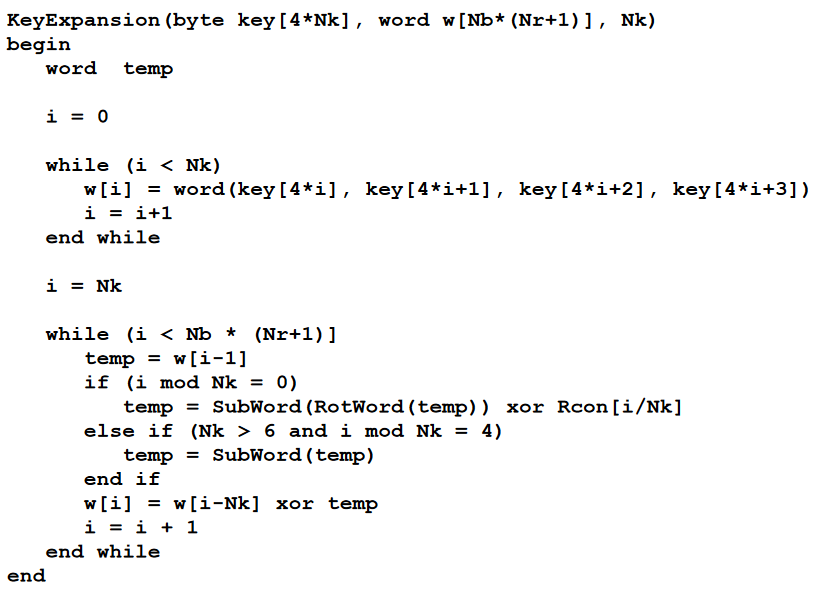 KeyExpansion(byte key[4*Nk], word w[Nb*(Nr+1)], Nk)
begin
   word  temp

   i = 0

   while (i < Nk)
      w[i] = word(key[4*i], key[4*i+1], key[4*i+2], key[4*i+3])
      i = i+1
   end while

   i = Nk

   while (i < Nb * (Nr+1)]
      temp = w[i-1]
      if (i mod Nk = 0)
         temp = SubWord(RotWord(temp)) xor Rcon[i/Nk]
      else if (Nk > 6 and i mod Nk = 4)
         temp = SubWord(temp)
      end if
      w[i] = w[i-Nk] xor temp
      i = i + 1
   end while
end